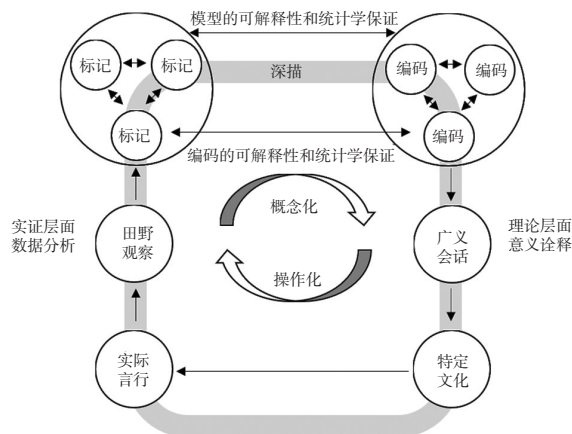 模型的可解释性和统计学保证
标记
标记
深描
编码
编码
标记
编码
编码的可解释性和统计学保证
实证层面
数据分析
田野
观察
概念化
广义
会话
理论层面
意义诠释
操作化
实际
言行
特定
文化